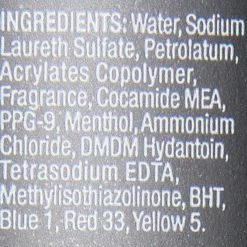 INGREDIENTS: Water, Sodium
Laureth Sulfate, Petrolatum,
Acrylates Copolymer,
Fragrance, Cocamide MEA,
PPG-9, Menthol, Ammonium
Chloride, DMDM Hydantoin,
Tetrasodium EDTA,
Methylisothiazolinone, BHT,
Blue 1, Red 33, Yellow 5.